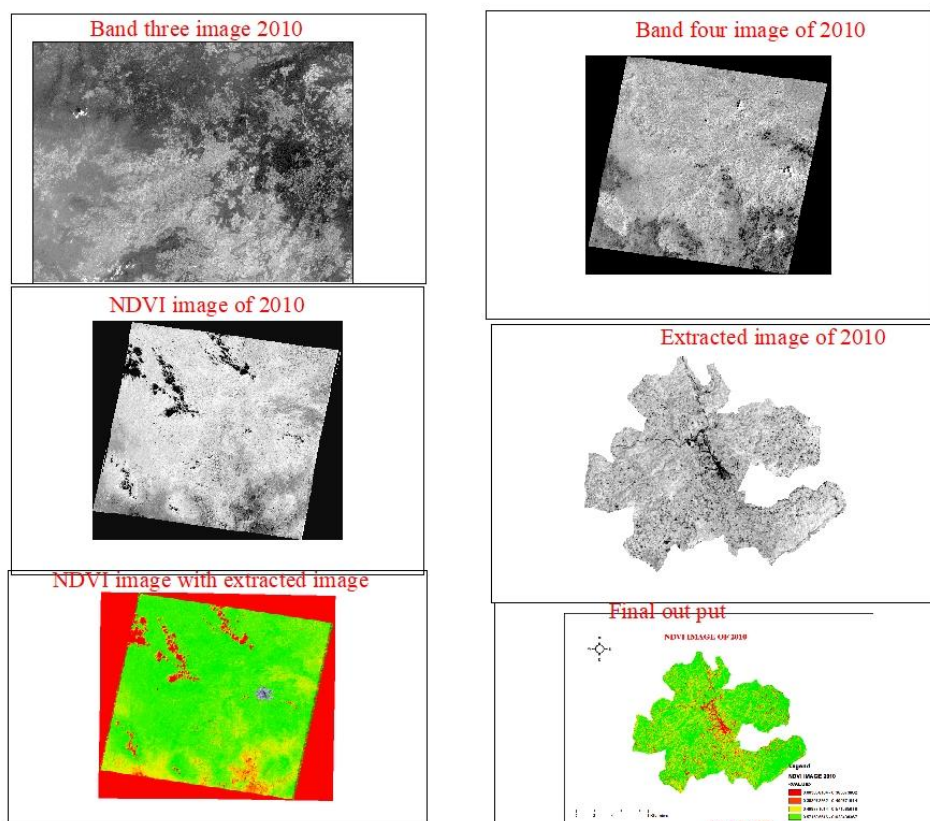 Band three image 2010
Band four image of 2010
NDVI image of 2010
Extracted image of 2010
NDVI image with extracted image
Final out put
NDVI IMAGE OF 2010
Legend
NDVI IMAGE 2010